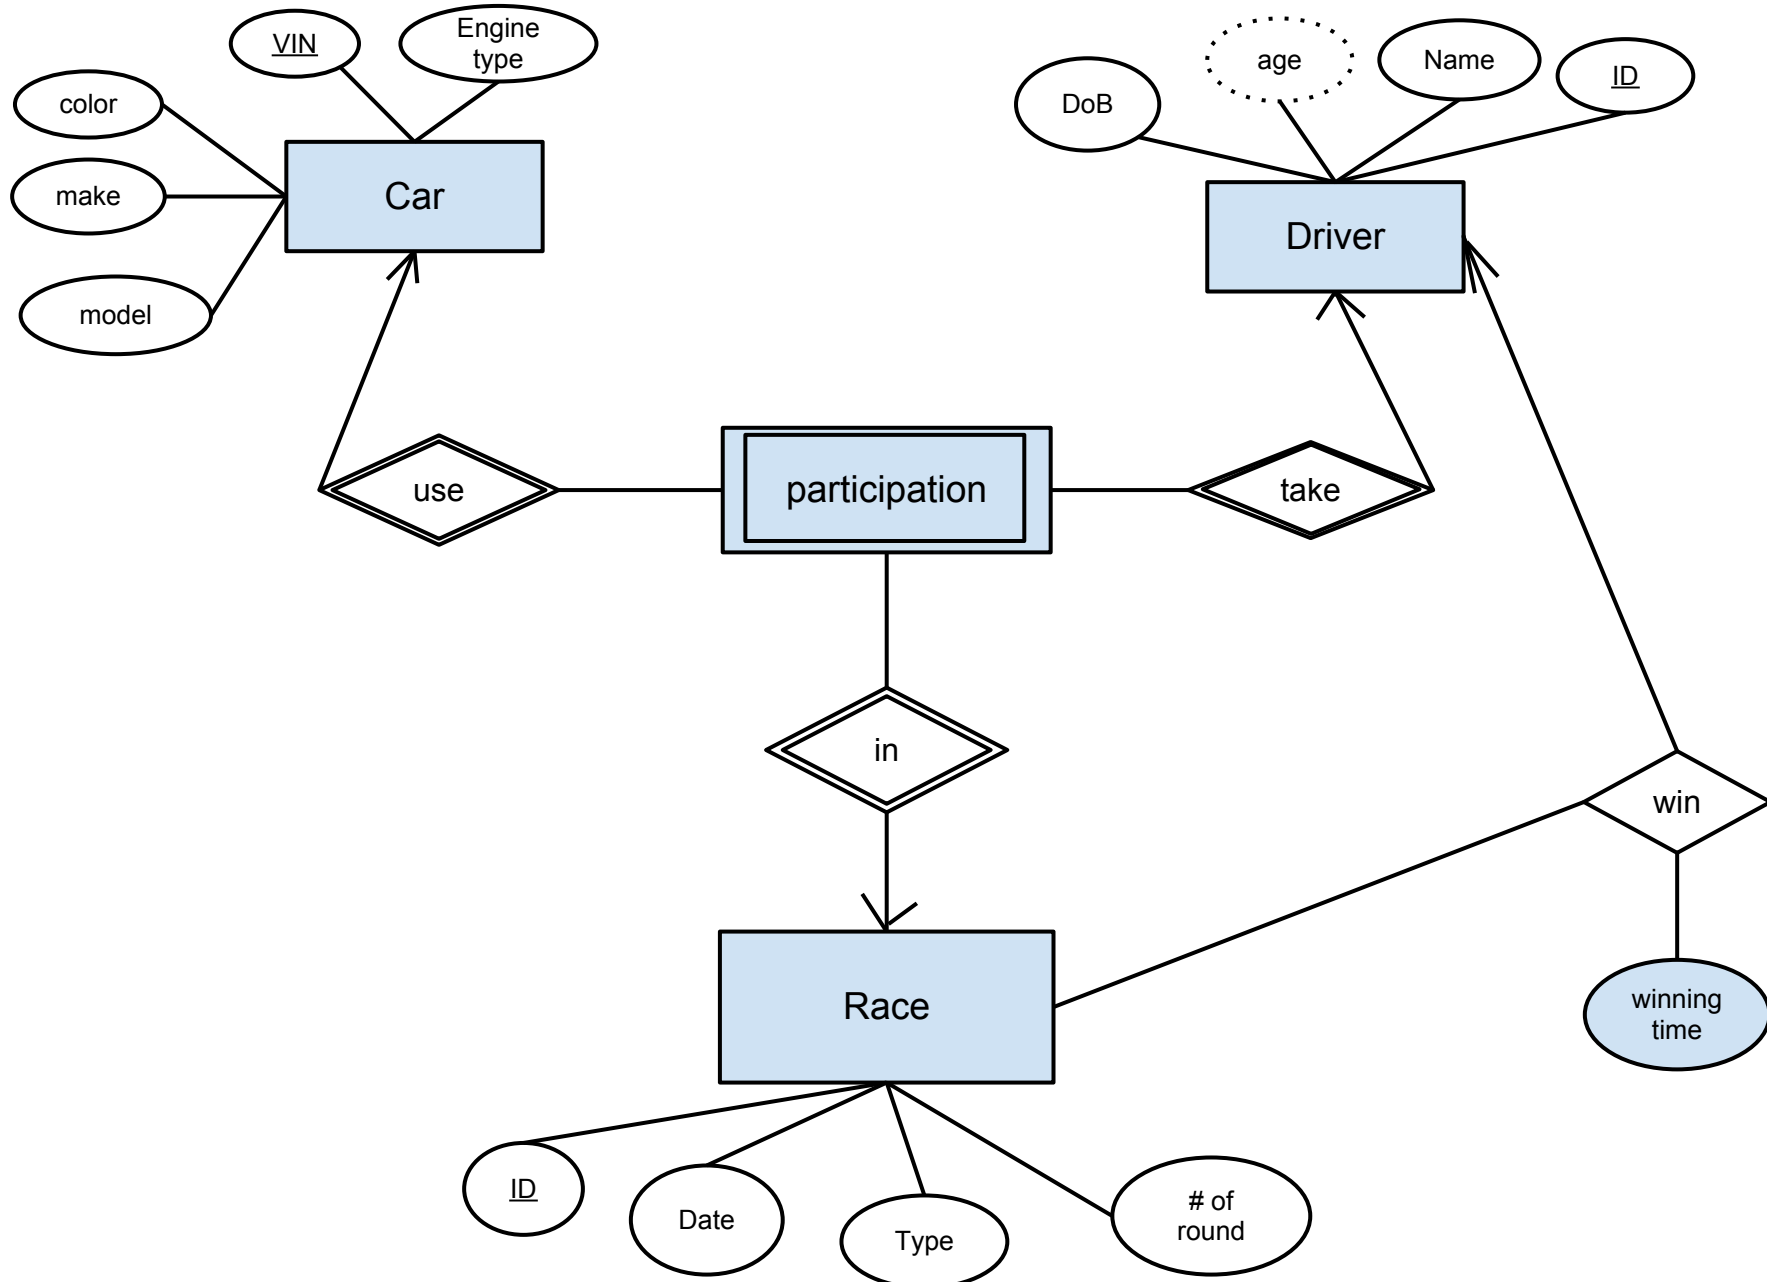 VIN
Engine
type
color
make
model
Car
DoB
age
Name
ID
Driver
use
participation
take
in
win
Race
winning
time
ID
Date
Type
# of
round